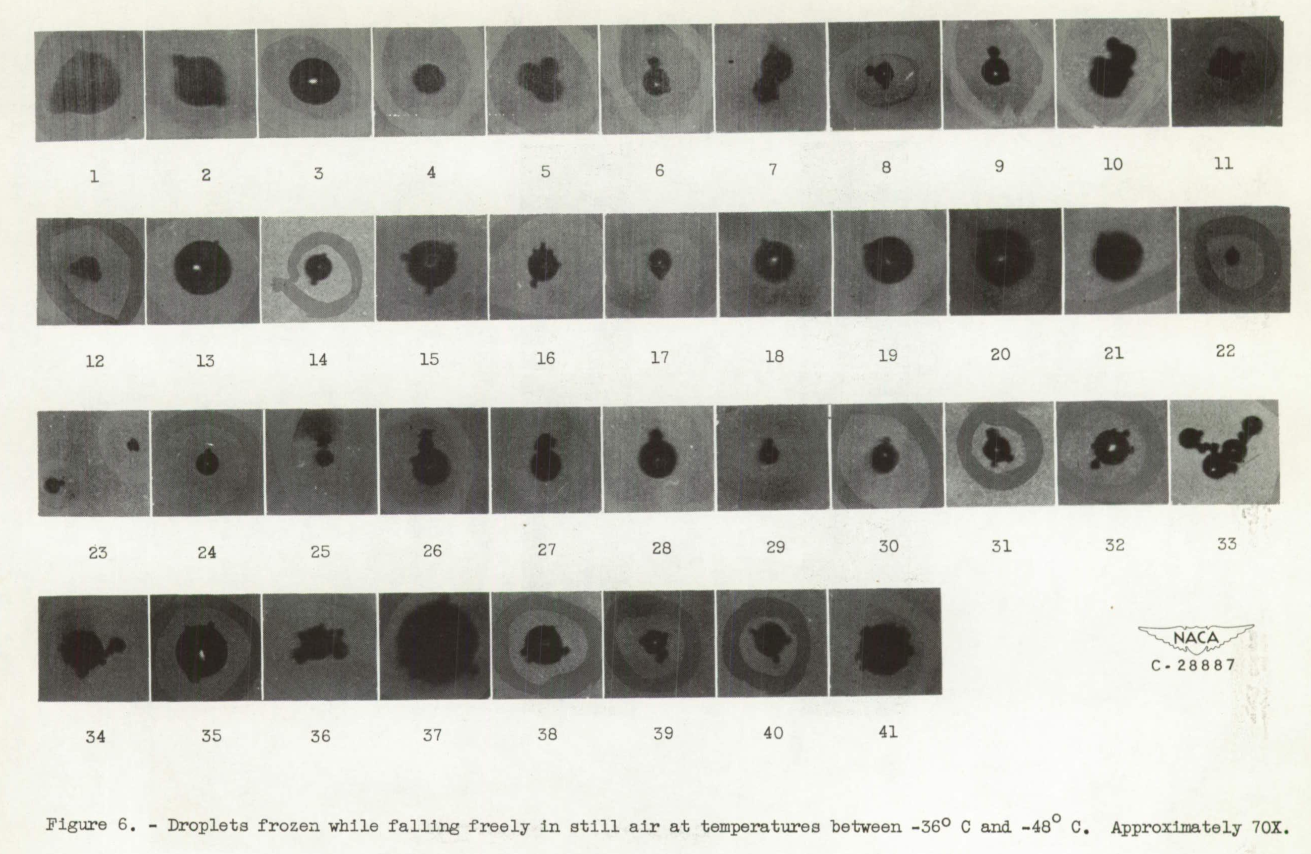 1 2 3 4 5 6 7 8 9 10 11
12 13 14 15 16 17 18 19 20 21 22
23 24 25 26 27 28 29 30 31 32 33
NACA
C-28887
34 35 36 37 38 39 40 41
Figure 6. - Droplets frozen while falling freely in still air at temperatures between -36° C and -48° C. Approximately 70X.